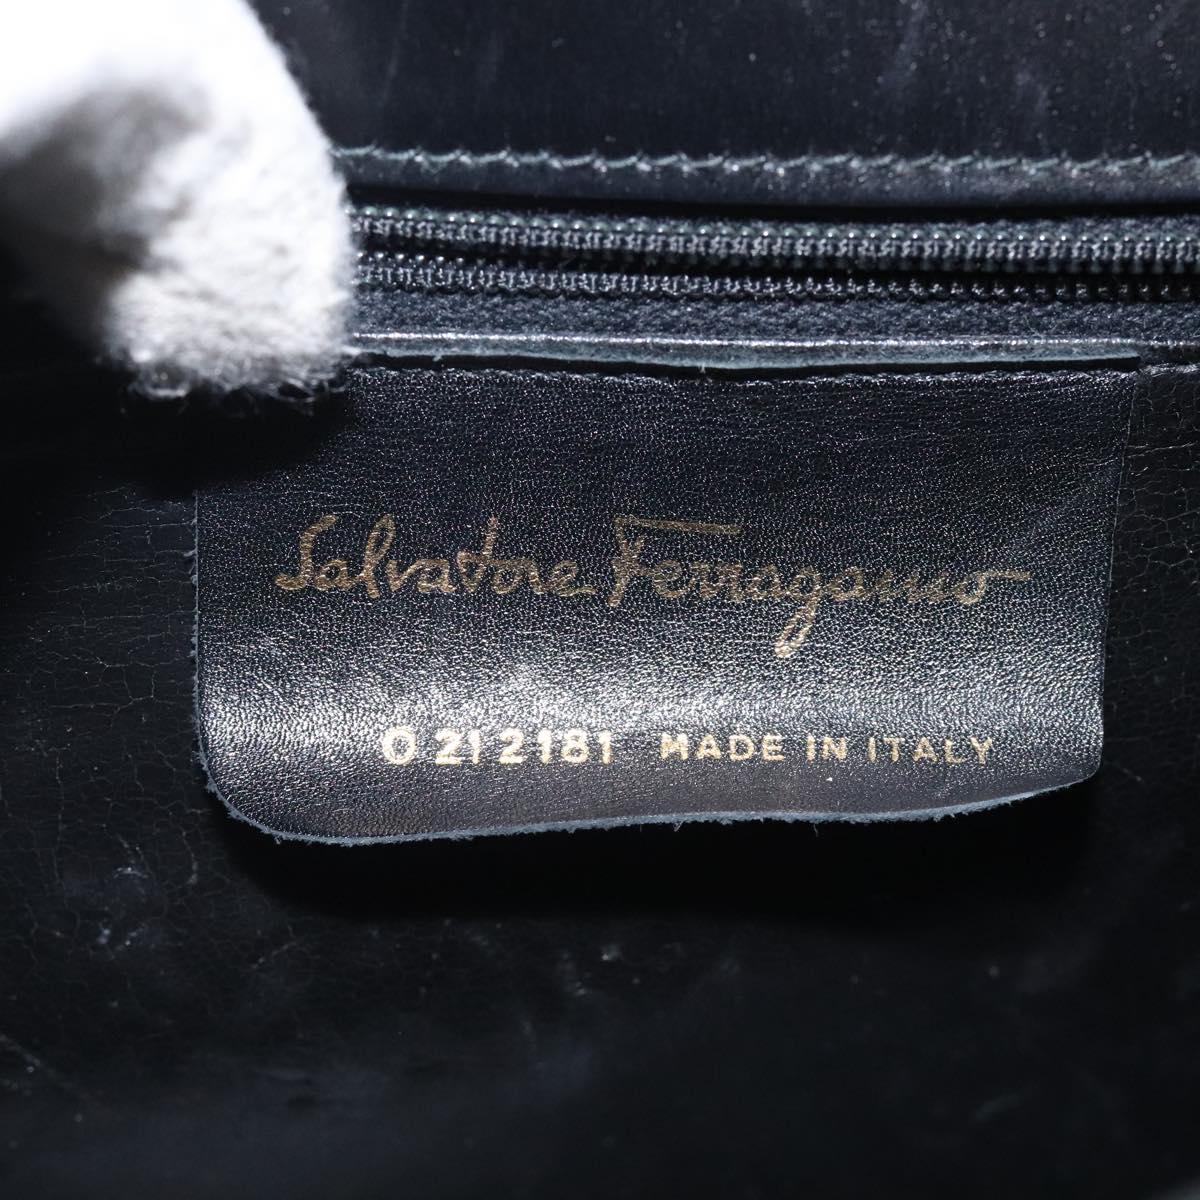 Salvatore Ferragamo
O 21 2181 MADE IN ITALY